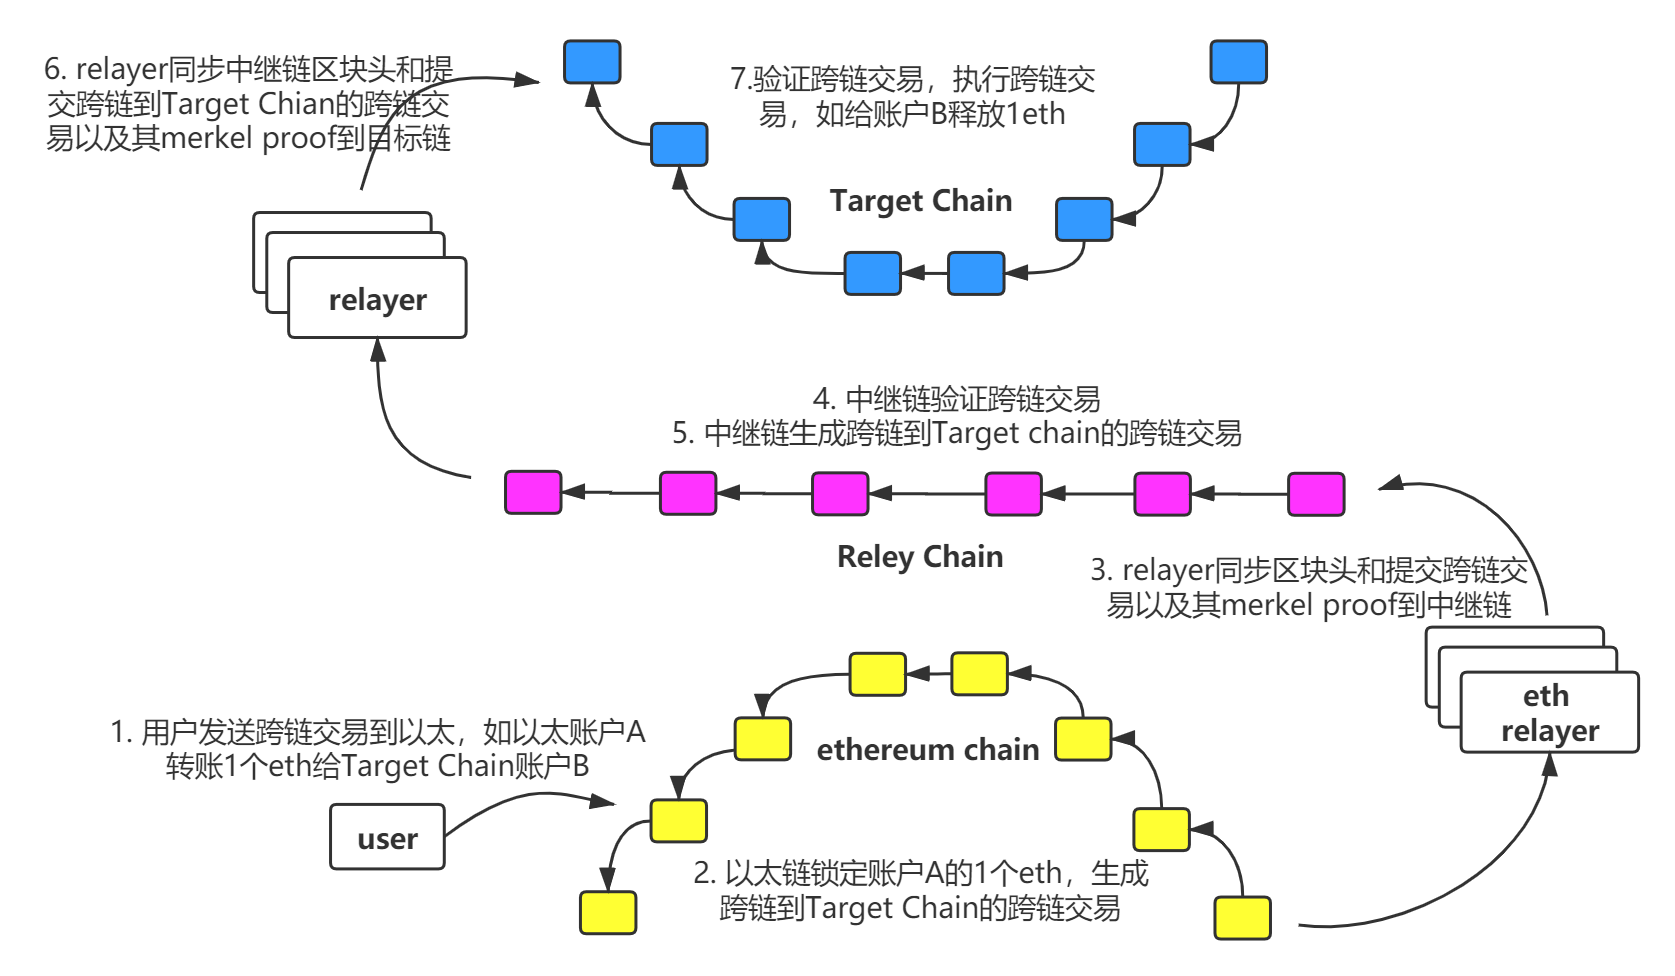 6. relayer同步中继链区块头和提
交跨链到Target Chian的跨链交
易以及其merkel proof到目标链
7.验证跨链交易，执行跨链交
易，如给账户B释放1eth
Target Chain
relayer
4. 中继链验证跨链交易
5. 中继链生成跨链到Target chain的跨链交易
Reley Chain
3. relayer同步区块头和提交跨链交
易以及其merkel proof到中继链
eth
relayer
1. 用户发送跨链交易到以太，如以太账户A
转账1个eth给Target Chain账户B
ethereum chain
user
2. 以太链锁定账户A的1个eth，生成
跨链到Target Chain的跨链交易